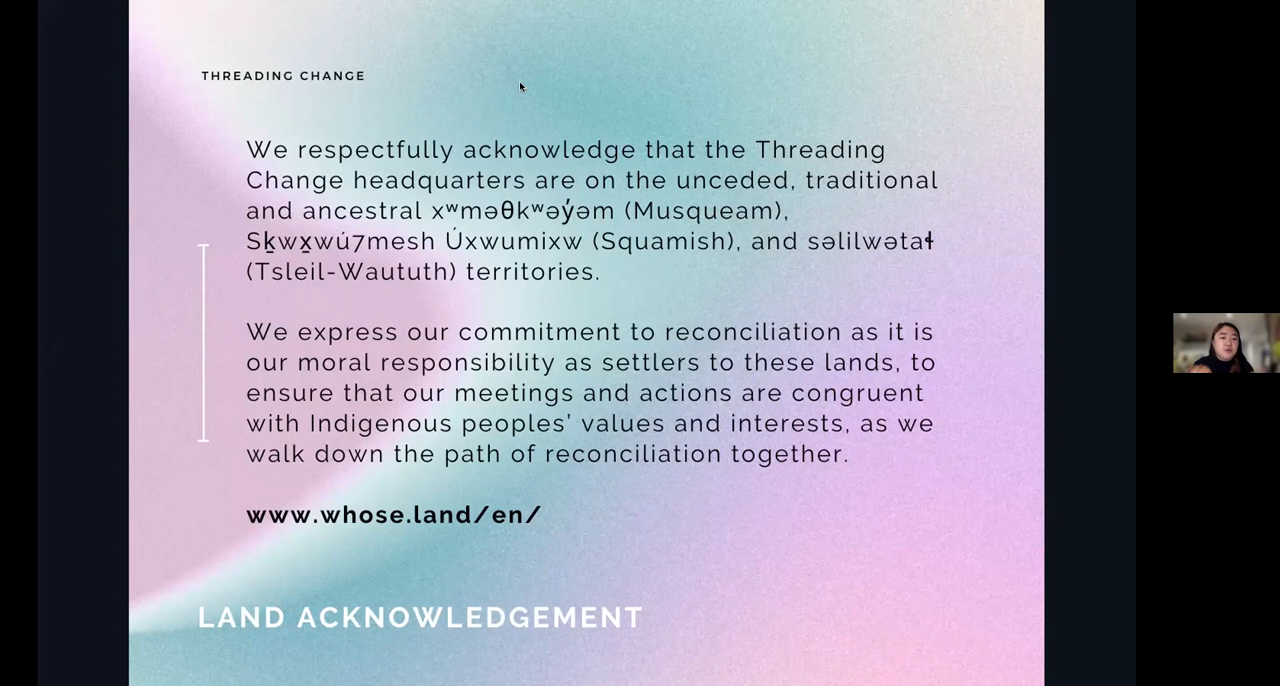 THREADING CHANGE
We respectfully acknowledge that the Threading
Change headquarters are on the unceded, traditional
and ancestral xʷməθkʷəy̓əm (Musqueam),
Sḵwx̱wú7mesh Úxwumixw (Squamish), and səlilwətaɬ
(Tsleil-Waututh) territories.
We express our commitment to reconciliation as it is
our moral responsibility as settlers to these lands, to
ensure that our meetings and actions are congruent
with Indigenous peoples’ values and interests, as we
walk down the path of reconciliation together.
www.whose.land/en/
LAND ACKNOWLEDGEMENT